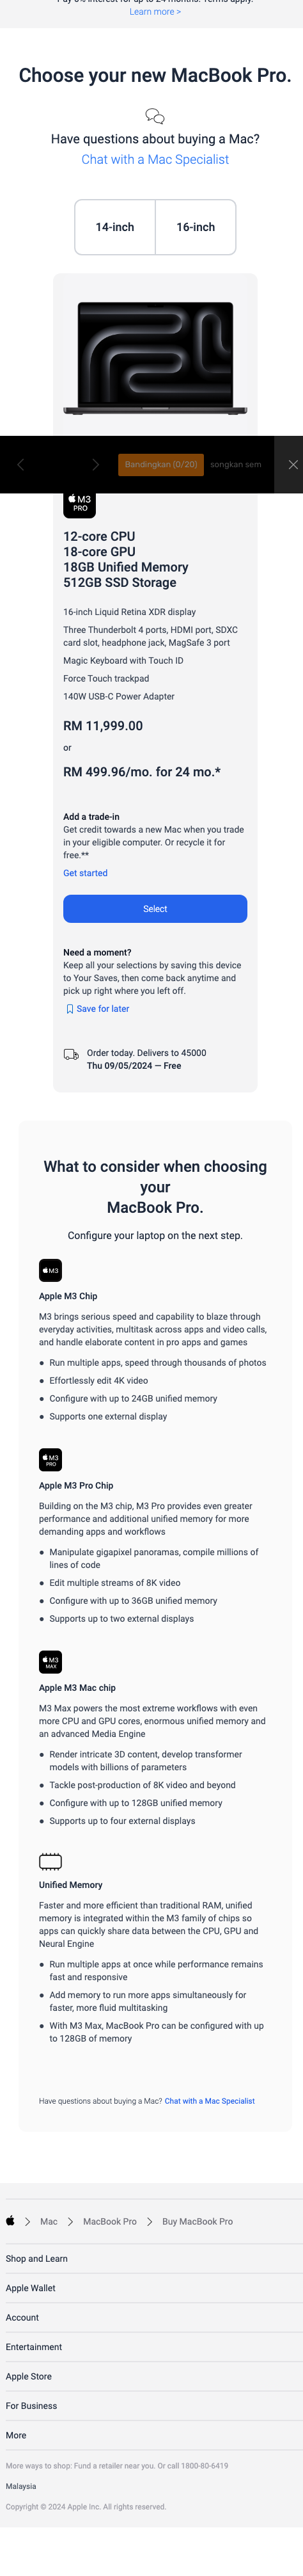 Pay 0% interest for up to 24 months. Terms apply.
Learn more >
Choose your new MacBook Pro.
Have questions about buying a Mac?
Chat with a Mac Specialist
14-inch
16-inch
Bandingkan (0/20)
songkan sem
M3
PRO
12-core CPU
18-core GPU
18GB Unified Memory
512GB SSD Storage
16-inch Liquid Retina XDR display
Three Thunderbolt 4 ports, HDMI port, SDXC
card slot, headphone jack, MagSafe 3 port
Magic Keyboard with Touch ID
Force Touch trackpad
140W USB-C Power Adapter
RM 11,999.00
or
RM 499.96/mo. for 24 mo.*
Add a trade-in
Get credit towards a new Mac when you trade
in your eligible computer. Or recycle it for
free.**
Get started
Select
Need a moment?
Keep all your selections by saving this device
to Your Saves, then come back anytime and
pick up right where you left off.
Save for later
Order today. Delivers to 45000
Thu 09/05/2024 — Free
What to consider when choosing
your
MacBook Pro.
Configure your laptop on the next step.
M3
Apple M3 Chip
M3 brings serious speed and capability to blaze through
everyday activities, multitask across apps and video calls,
and handle elaborate content in pro apps and games
Run multiple apps, speed through thousands of photos
Effortlessly edit 4K video
Configure with up to 24GB unified memory
Supports one external display
M3
PRO
Apple M3 Pro Chip
Building on the M3 chip, M3 Pro provides even greater
performance and additional unified memory for more
demanding apps and workflows
Manipulate gigapixel panoramas, compile millions of
lines of code
Edit multiple streams of 8K video
Configure with up to 36GB unified memory
Supports up to two external displays
M3
MAX
Apple M3 Mac chip
M3 Max powers the most extreme workflows with even
more CPU and GPU cores, enormous unified memory and
an advanced Media Engine
Render intricate 3D content, develop transformer
models with billions of parameters
Tackle post-production of 8K video and beyond
Configure with up to 128GB unified memory
Supports up to four external displays
Unified Memory
Faster and more efficient than traditional RAM, unified
memory is integrated within the M3 family of chips so
apps can quickly share data between the CPU, GPU and
Neural Engine
Run multiple apps at once while performance remains
fast and responsive
Add memory to run more apps simultaneously for
faster, more fluid multitasking
With M3 Max, MacBook Pro can be configured with up
to 128GB of memory
Have questions about buying a Mac? Chat with a Mac Specialist
Mac
MacBook Pro
Buy MacBook Pro
Shop and Learn
Apple Wallet
Account
Entertainment
Apple Store
For Business
More
More ways to shop: Fund a retailer near you. Or call 1800-80-6419
Malaysia
Copyright © 2024 Apple Inc. All rights reserved.